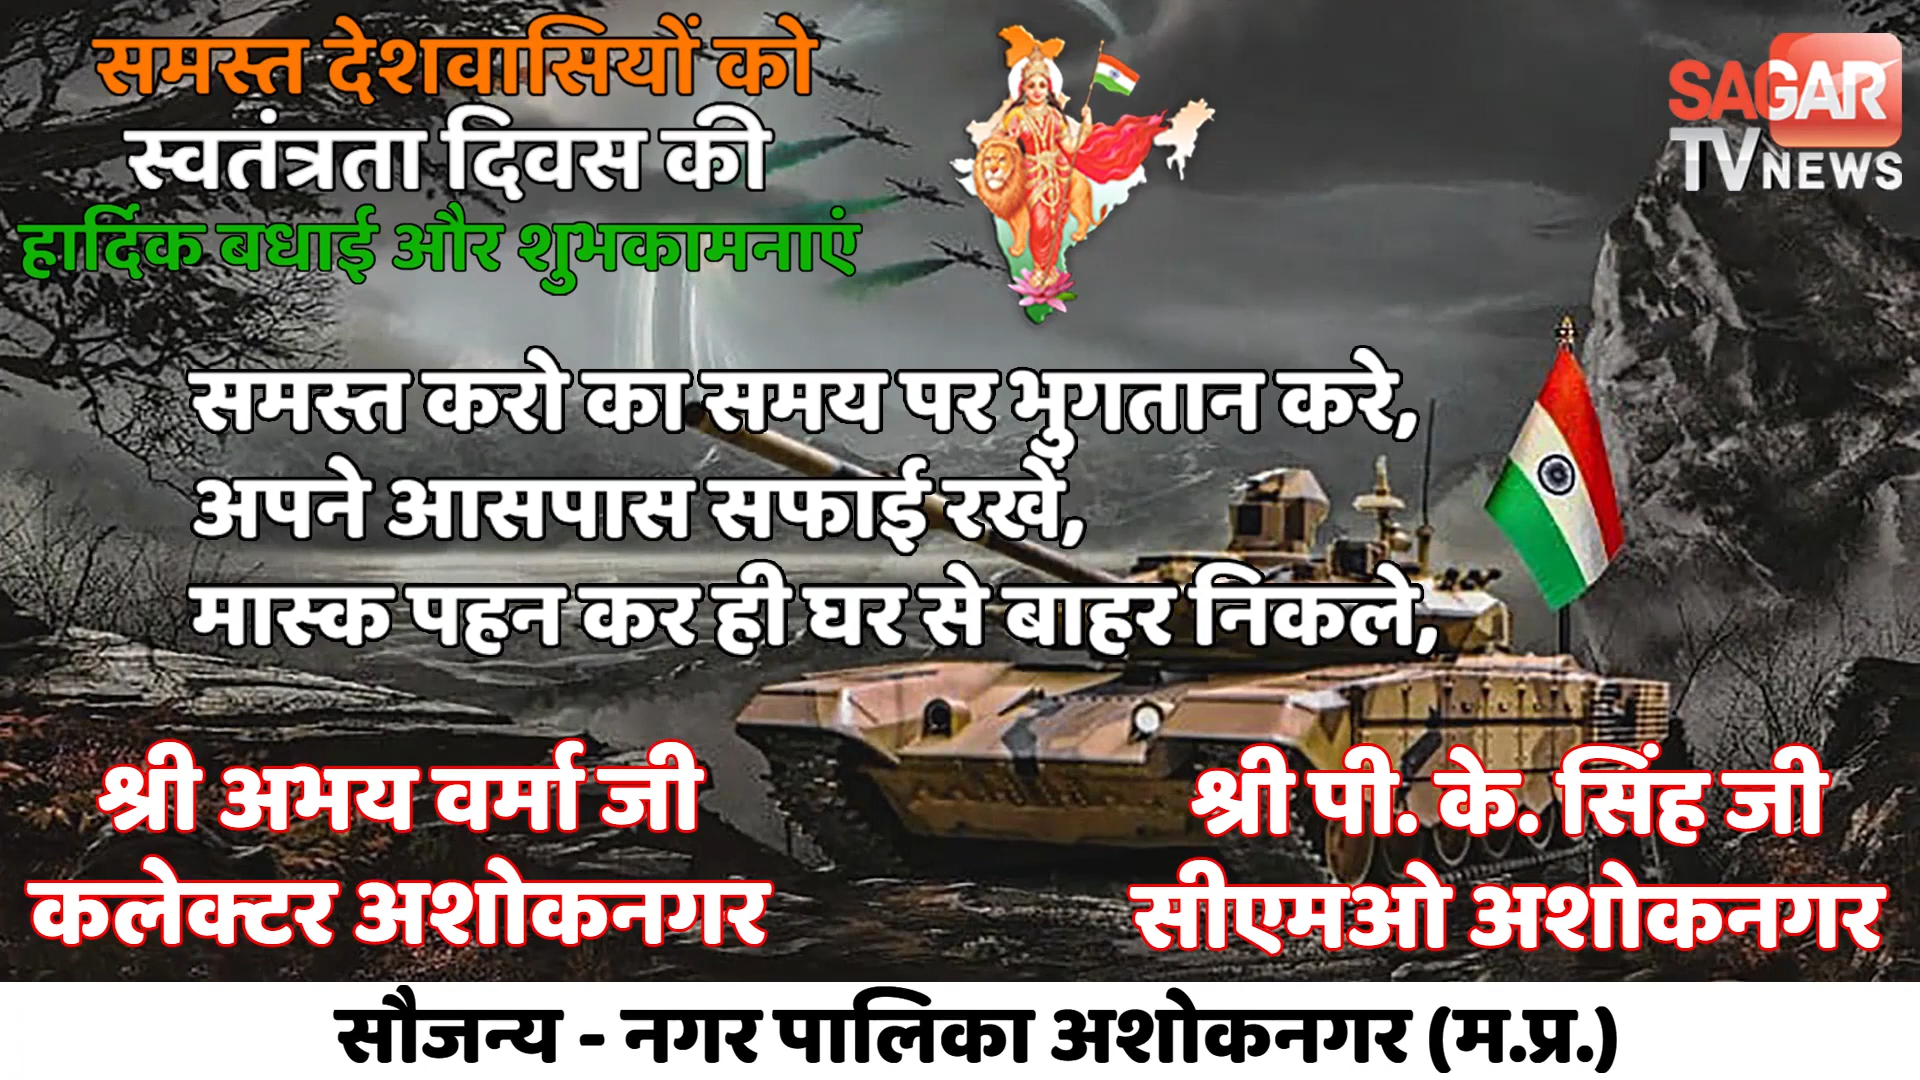 समस्त देशवासियों को
स्वतंत्रता दिवस की
हार्दिक बधाई और शुभकामनाएं
SAGAR
TV NEWS
समस्त करो का समय पर भुगतान करे,
अपने आसपास सफाई रखें,
मास्क पहन कर ही घर से बाहर निकले,
श्री अभय वर्मा जी
कलेक्टर अशोकनगर
श्री पी. के. सिंह जी
सीएमओ अशोकनगर
सौजन्य - नगर पालिका अशोकनगर (म.प्र.)